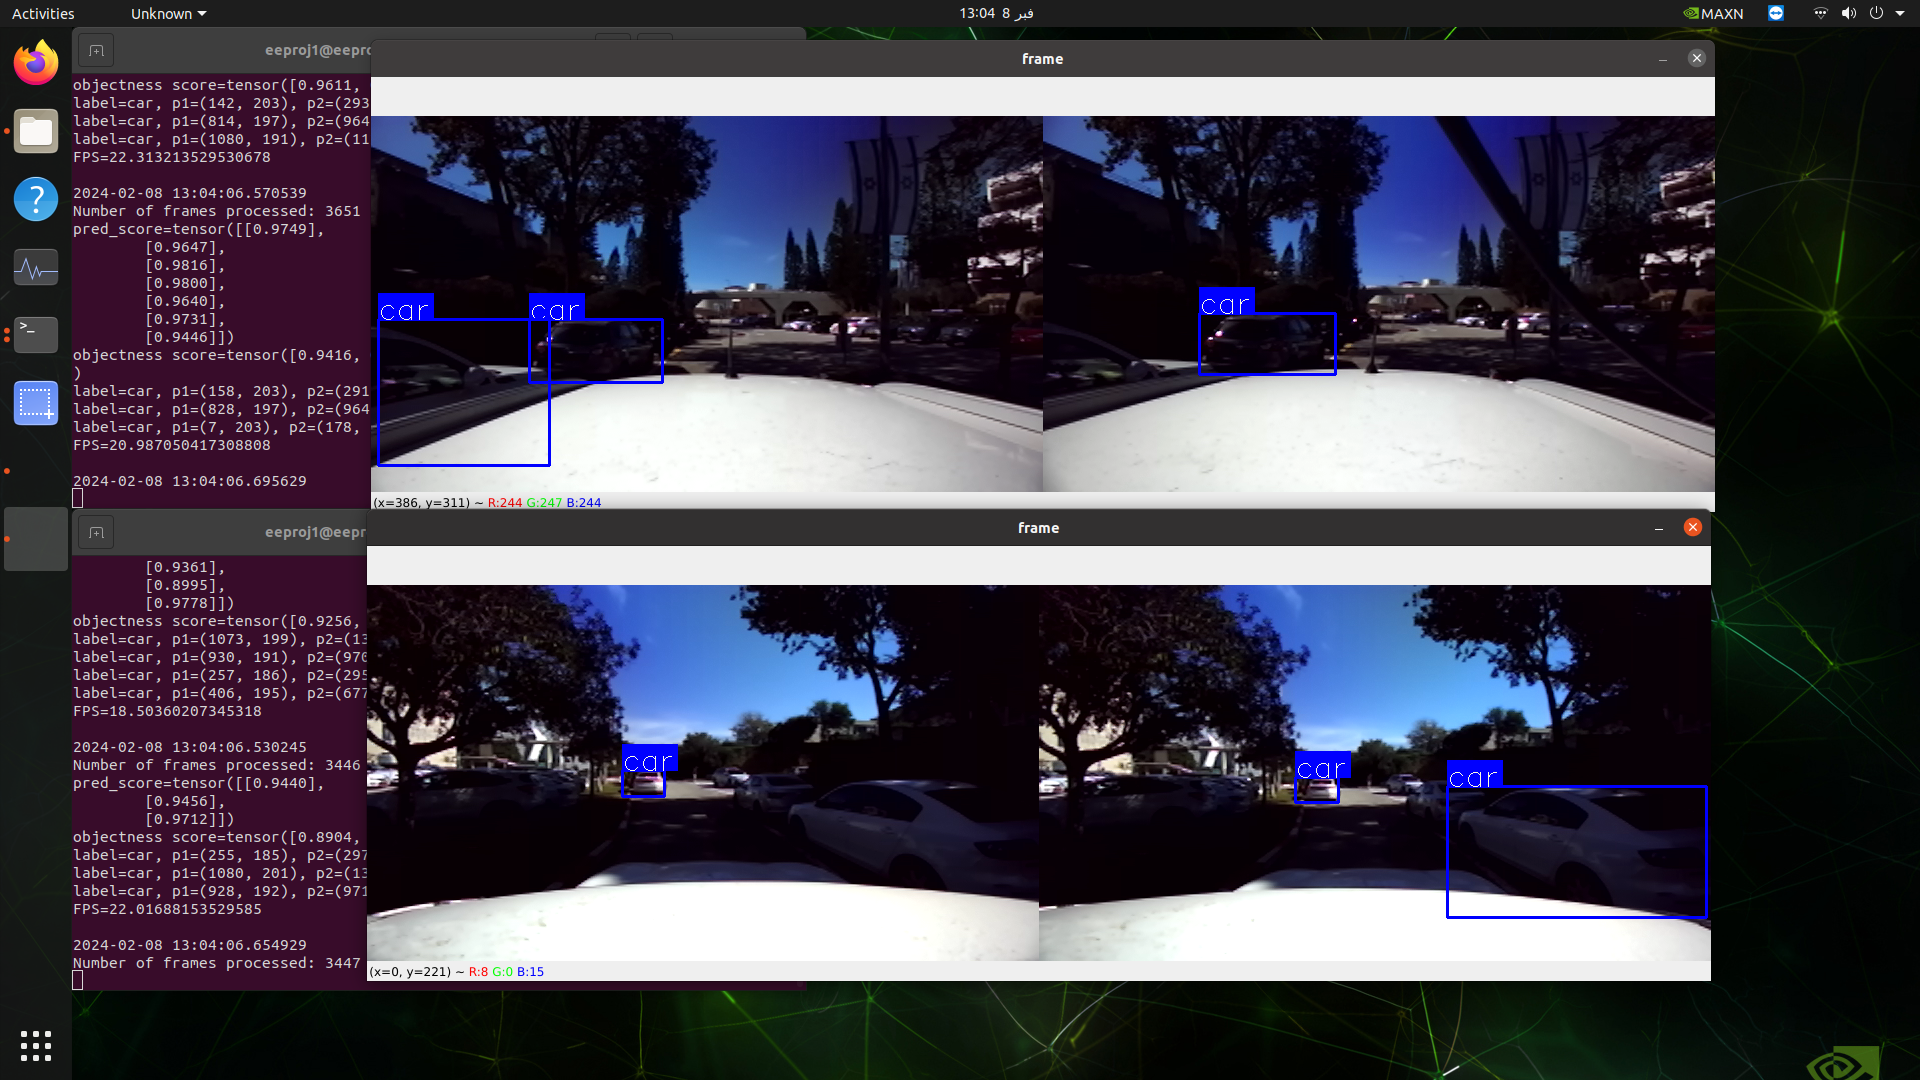 Activities
Unknown
13:04 8 فبر
MAXN
eeproj1@eepro
objectness score=tensor([0.9611,
label=car, p1=(142, 203), p2=(293
label=car, p1=(814, 197), p2=(964
label=car, p1=(1080, 191), p2=(11
FPS=22.313213529530678
2024-02-08 13:04:06.570539
Number of frames processed: 3651
pred_score=tensor([[0.9749],
[0.9647],
[0.9816],
[0.9800],
[0.9640],
[0.9731],
[0.9446]])
objectness score=tensor([0.9416,
)
label=car, p1=(158, 203), p2=(291
label=car, p1=(828, 197), p2=(964
label=car, p1=(7, 203), p2=(178,
FPS=20.987050417308808
2024-02-08 13:04:06.695629
frame
car
car
car
(x=386, y=311) ~ R:244 G:247 B:244
eeproj1@eepr
[0.9361],
[0.8995],
[0.9778]])
objectness score=tensor([0.9256,
label=car, p1=(1073, 199), p2=(13
label=car, p1=(930, 191), p2=(970
label=car, p1=(257, 186), p2=(295
label=car, p1=(406, 195), p2=(677
FPS=18.50360207345318
2024-02-08 13:04:06.530245
Number of frames processed: 3446
pred_score=tensor([[0.9440],
[0.9456],
[0.9712]])
objectness score=tensor([0.8904,
label=car, p1=(255, 185), p2=(297
label=car, p1=(1080, 201), p2=(13
label=car, p1=(928, 192), p2=(971
FPS=22.01688153529585
2024-02-08 13:04:06.654929
Number of frames processed: 3447
frame
car
car
car
(x=0, y=221) ~ R:8 G:0 B:15